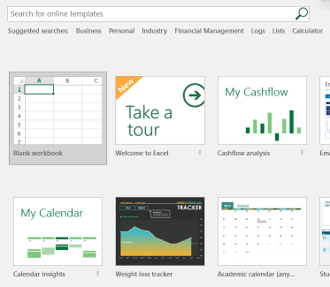 Search for online templates
Suggested searches: Business Personal Industry Financial Management Logs Lists Calculator
A B C
1
2
3
4
5
6
7
New
Take a
tour
My Cashflow
Blank workbook
Welcome to Excel
Cashflow analysis
My Calendar
TRACKER
Calendar insights
Weight loss tracker
Academic calendar (any...